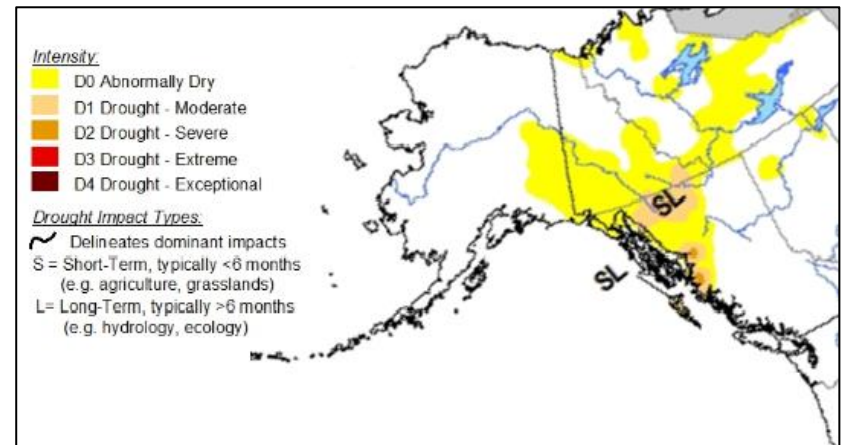 Intensity:
D0 Abnormally Dry
D1 Drought - Moderate
D2 Drought - Severe
D3 Drought - Extreme
D4 Drought - Exceptional
Drought Impact Types:
Delineates dominant impacts
S = Short-Term, typically <6 months
(e.g. agriculture, grasslands)
L= Long-Term, typically >6 months
(e.g. hydrology, ecology)
SL
SL